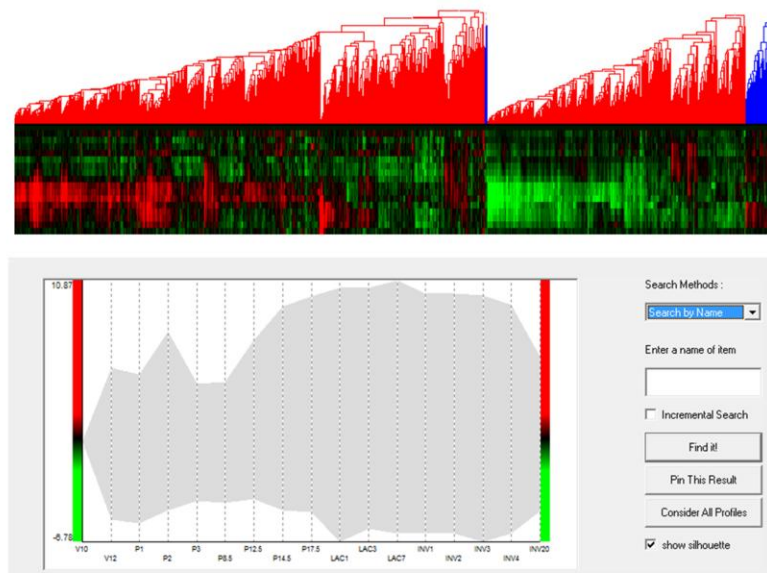 10.87
-6.78
V10 P1 P3 P12.5 P17.5 LAC3 INV1 INV3 INV20
V12 P2 P8.5 P14.5 LAC1 LAC7 INV2 INV4
Search Methods :
Search by Name
Enter a name of item
Incremental Search
Find it!
Pin This Result
Consider All Profiles
show silhouette